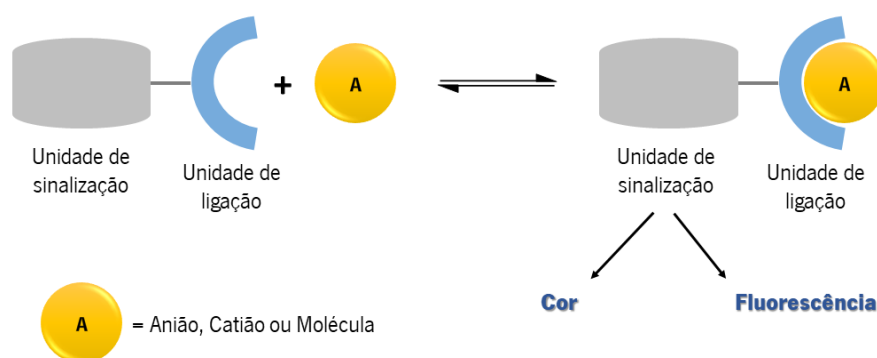 +
A
A
Unidade de
sinalização
Unidade de
ligação
Unidade de
sinalização
Unidade de
ligação
Cor
Fluorescência
A
= Anião, Catião ou Molécula